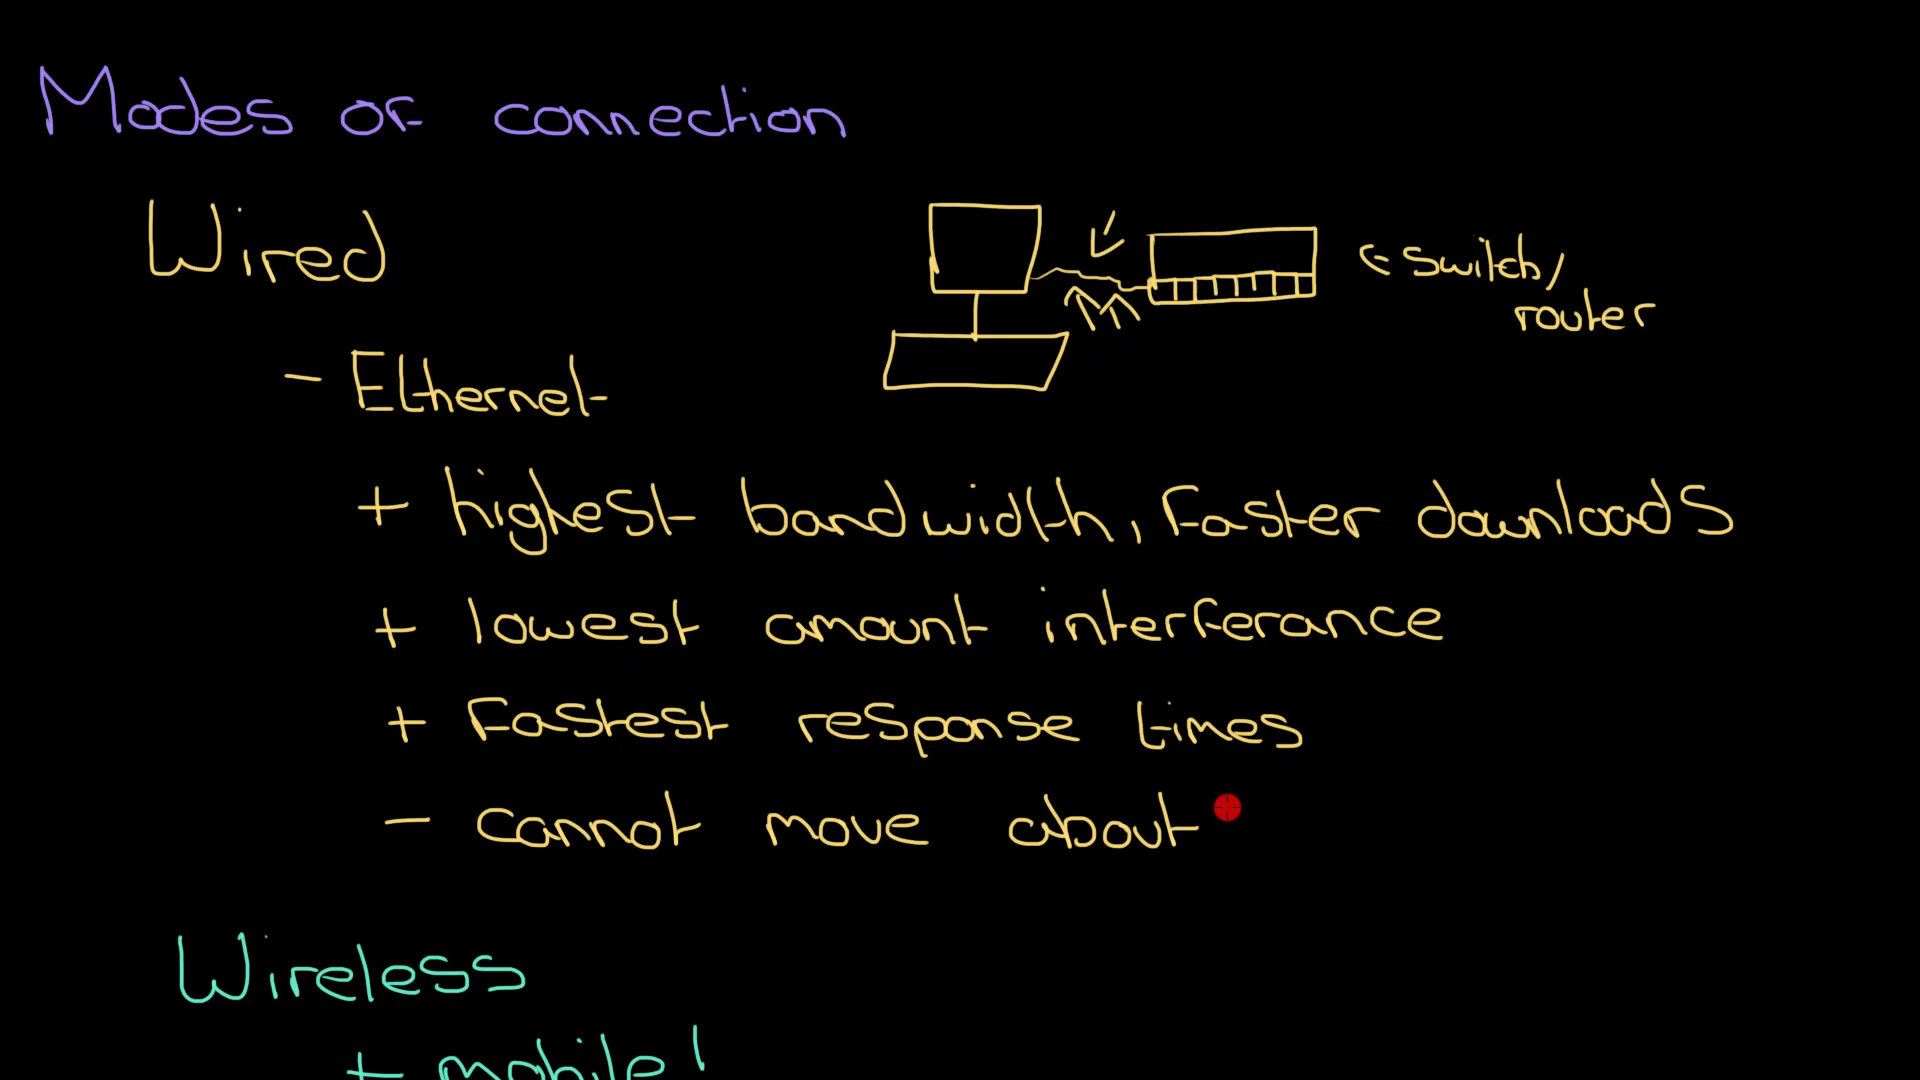 Modes of connection
Wired
← switch/
router
- Ethernet
+ highest bandwidth, faster downloads
+ lowest amount interferance
+ fastest response times
- cannot move about
Wireless
+ mobile!